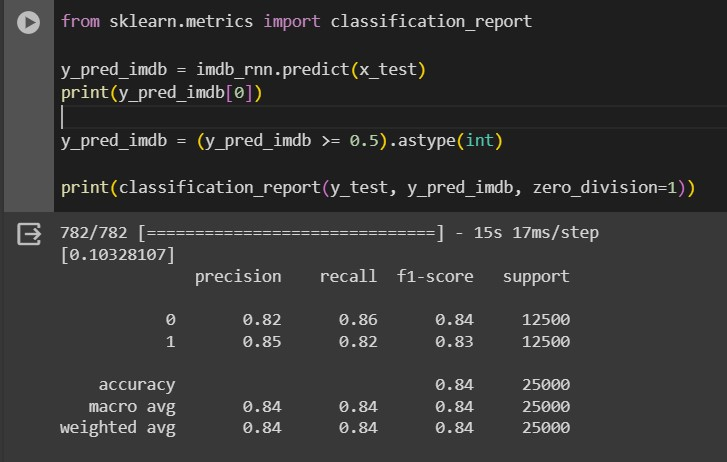 from sklearn.metrics import classification_report
y_pred_imdb = imdb_rnn.predict(x_test)
print(y_pred_imdb[0])
y_pred_imdb = (y_pred_imdb >= 0.5).astype(int)
print(classification_report(y_test, y_pred_imdb, zero_division=1))
782/782 [==============================] - 15s 17ms/step
[0.10328107]
precision recall f1-score support
0 0.82 0.86 0.84 12500
1 0.85 0.82 0.83 12500
accuracy 0.84 25000
macro avg 0.84 0.84 0.84 25000
weighted avg 0.84 0.84 0.84 25000